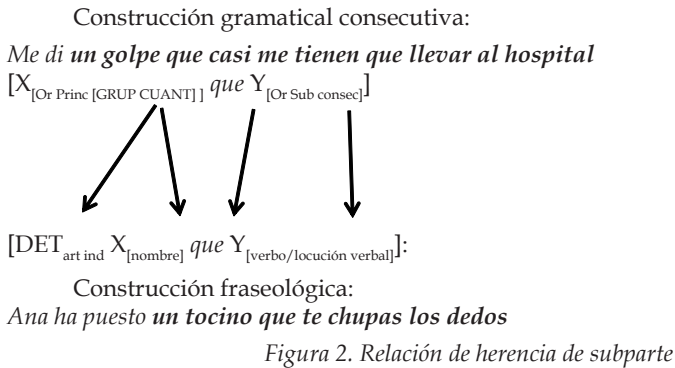 Construcción gramatical consecutiva:
Me di un golpe que casi me tienen que llevar al hospital
[X[Or Princ [GRUP CUANT] ] que Y[Or Sub consec]]
[DETart ind X[nombre] que Y[verbo/locución verbal]]:
Construcción fraseológica:
Ana ha puesto un tocino que te chupas los dedos
Figura 2. Relación de herencia de subparte